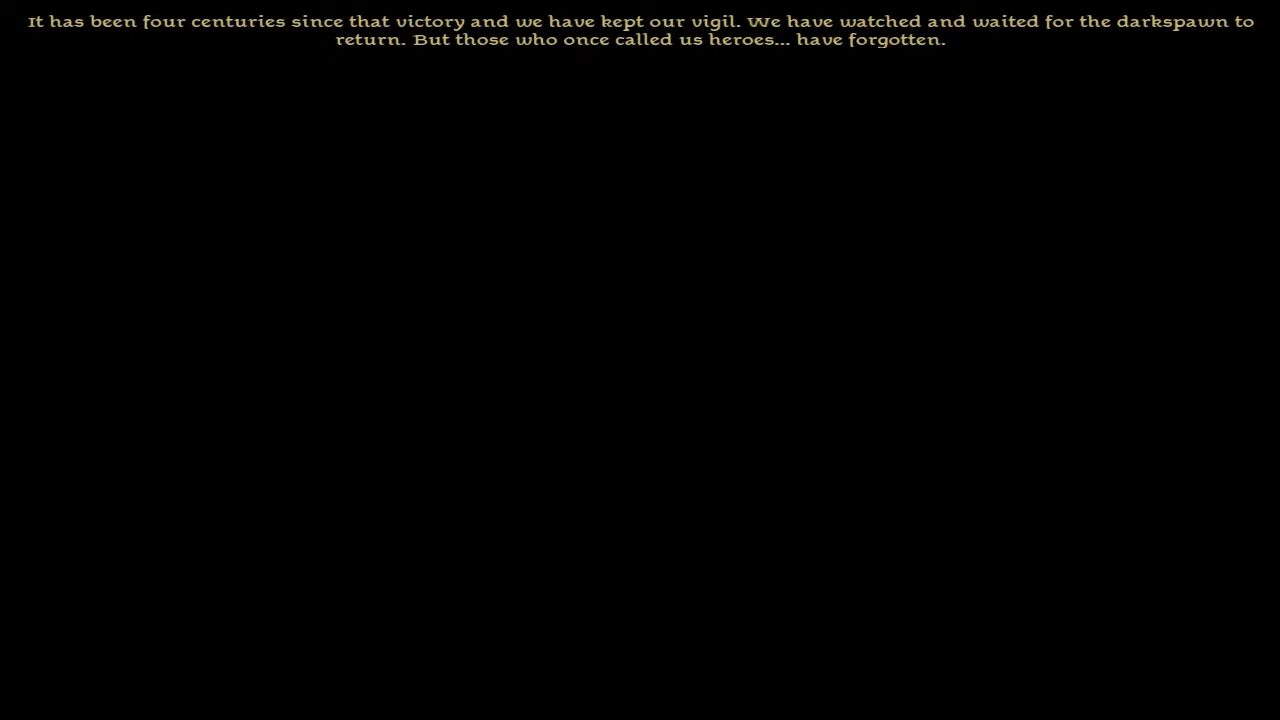 It has been four centuries since that victory and we have kept our vigil. We have watched and waited for the darkspawn to
return. But those who once called us heroes... have forgotten.